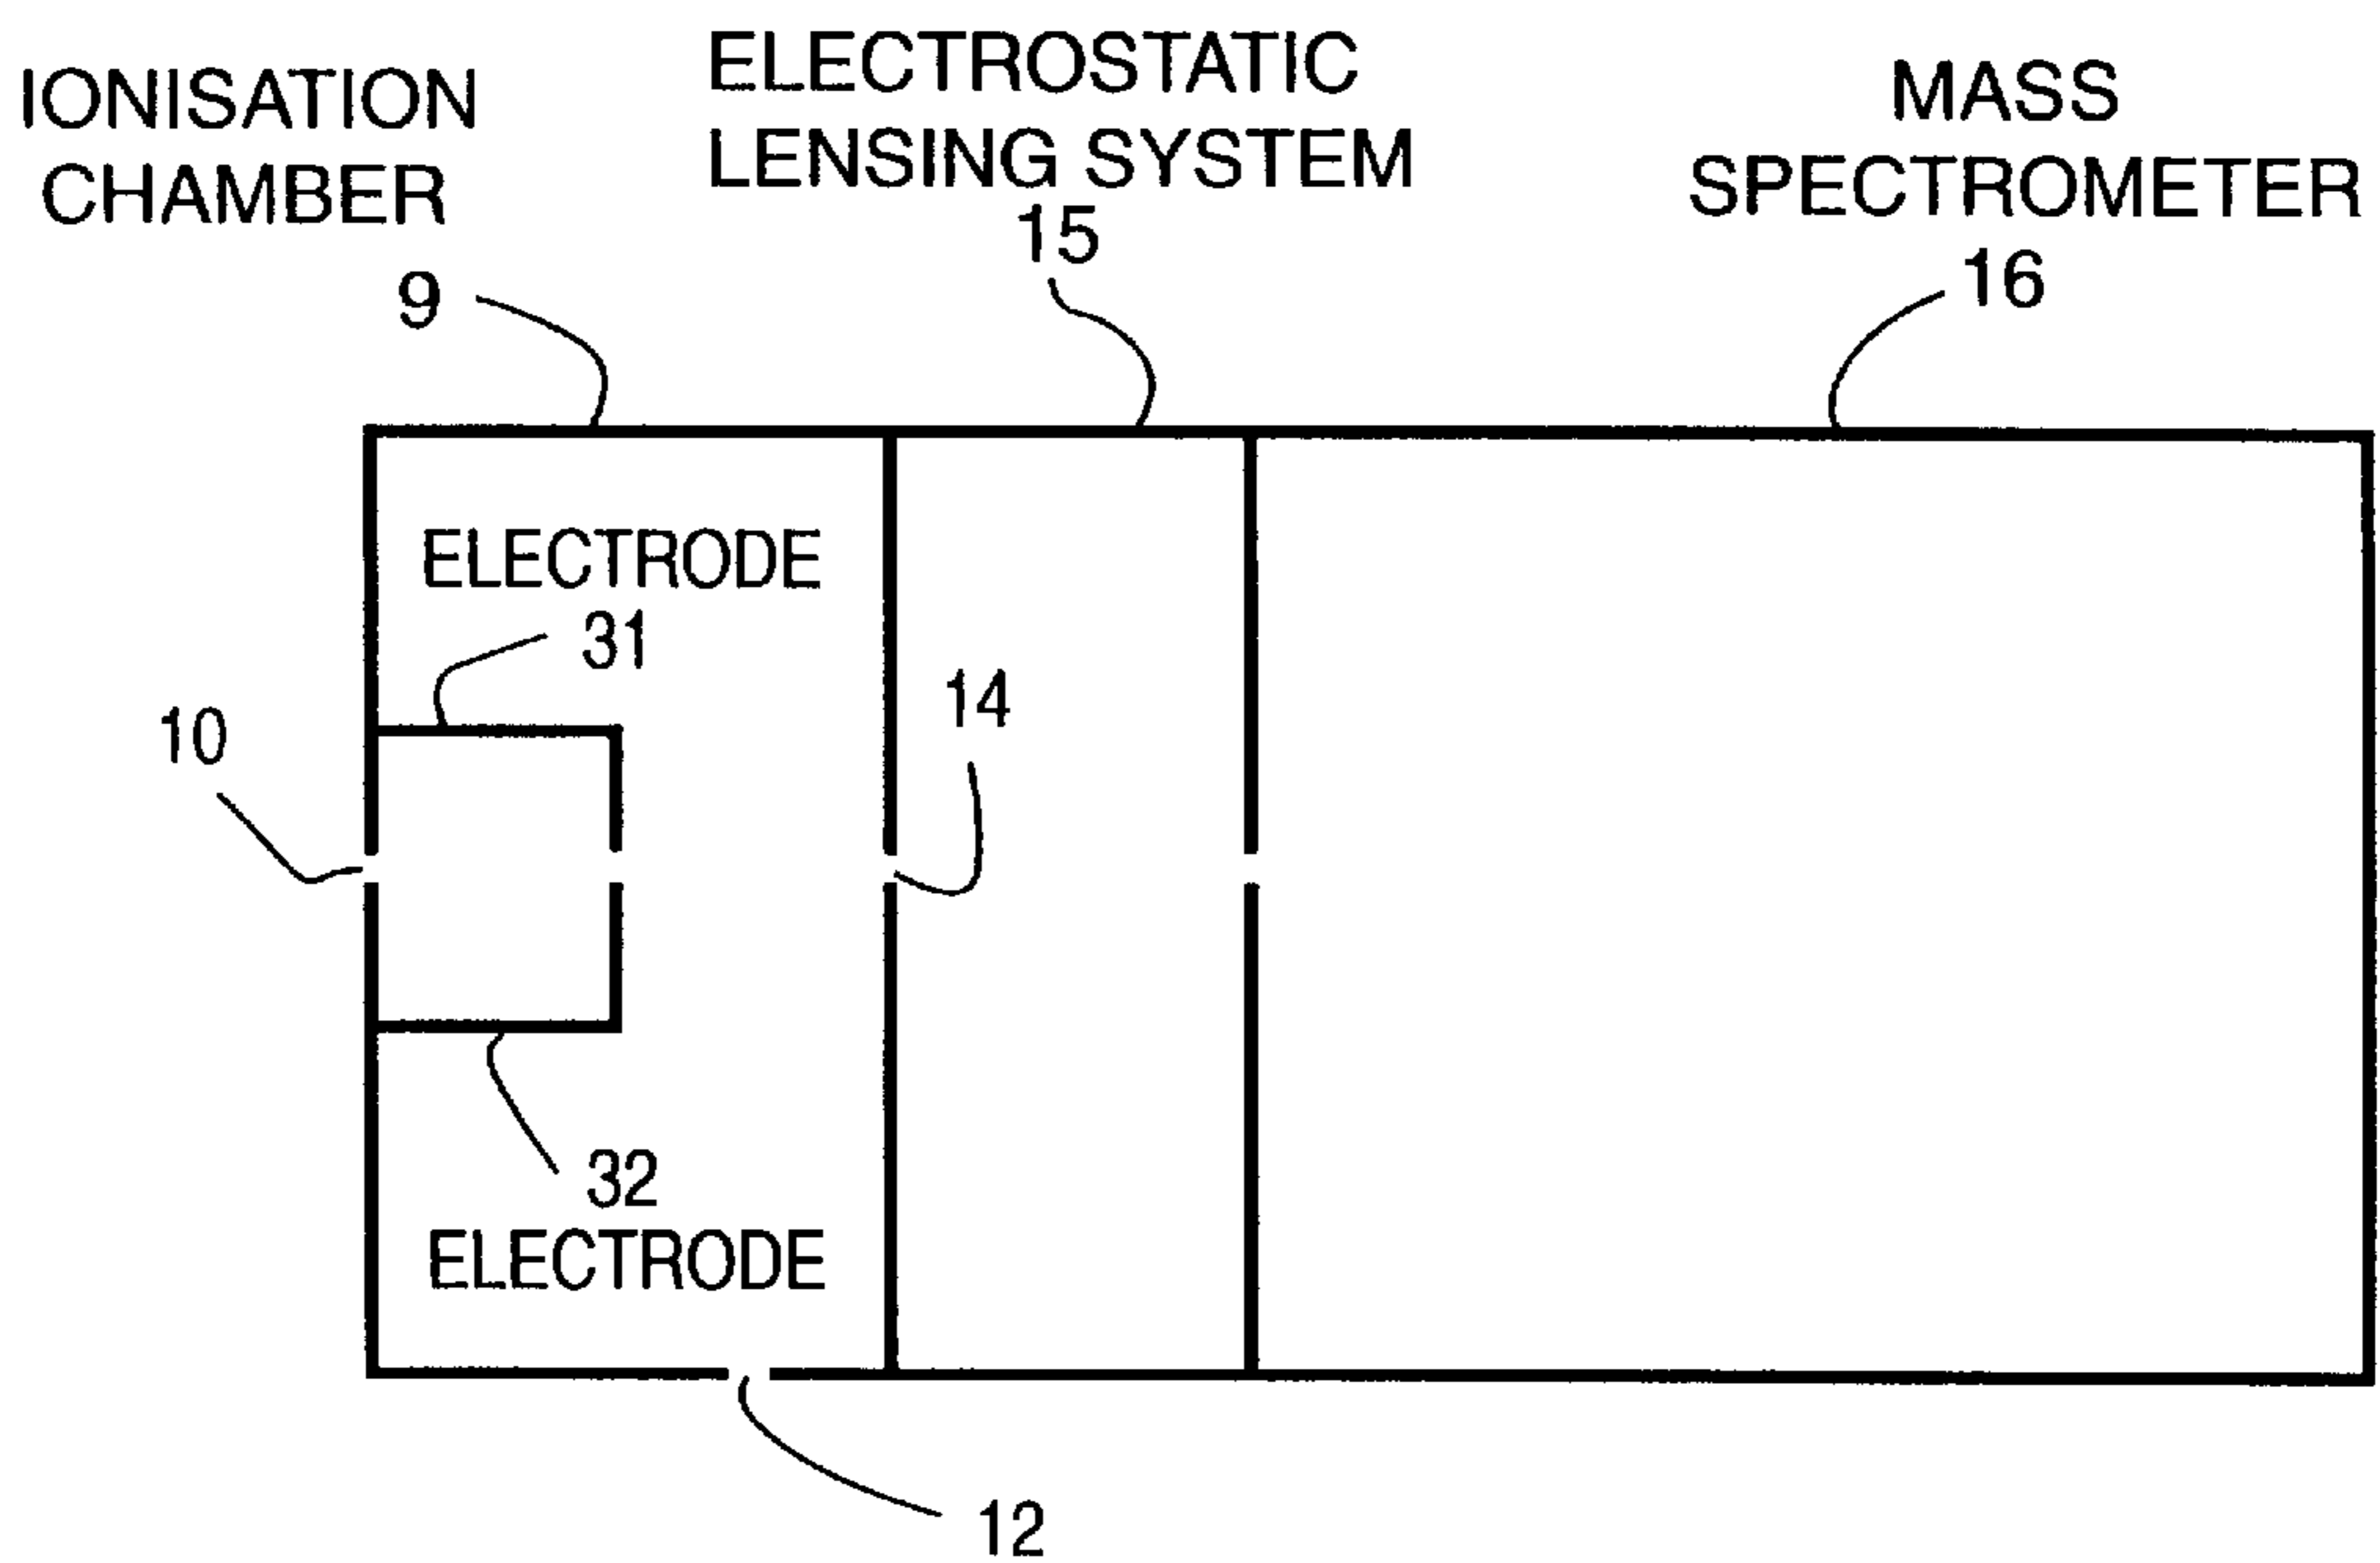 IONISATION
CHAMBER
9
ELECTROSTATIC
LENSING SYSTEM
15
MASS
SPECTROMETER
16
ELECTRODE
31
10
14
32
ELECTRODE
12